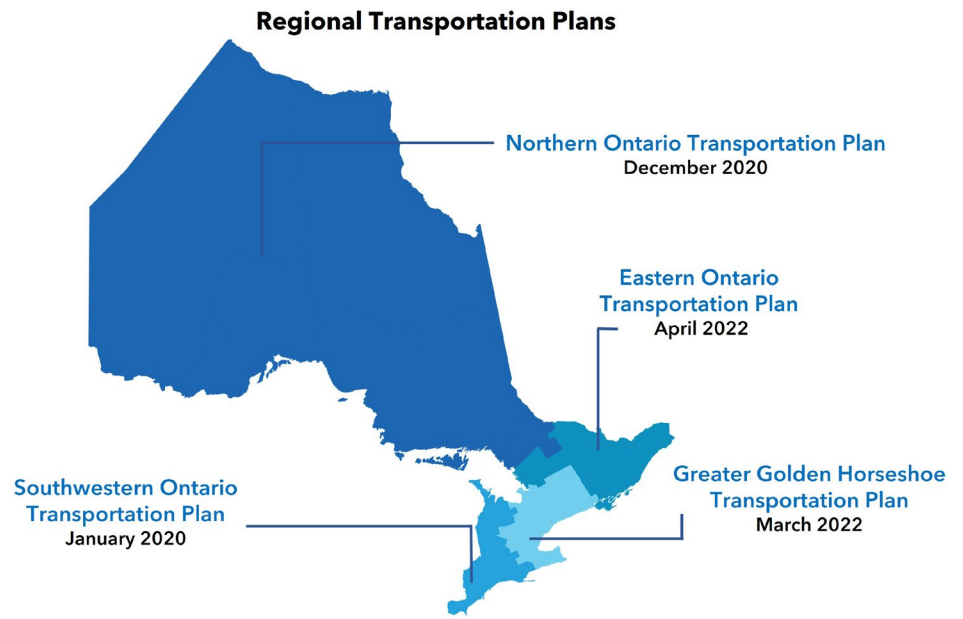 Regional Transportation Plans
Northern Ontario Transportation Plan
December 2020
Eastern Ontario
Transportation Plan
April 2022
Greater Golden Horseshoe
Transportation Plan
March 2022
Southwestern Ontario
Transportation Plan
January 2020